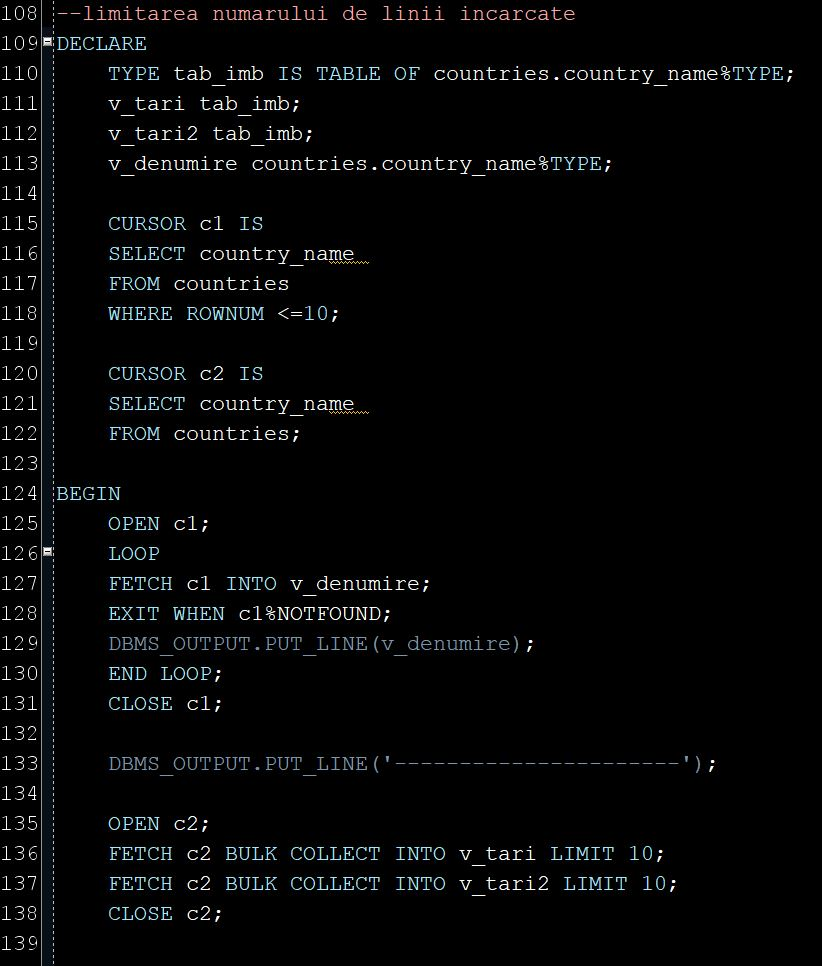 108 --limitarea numarului de linii incarcate
109 DECLARE
110     TYPE tab_imb IS TABLE OF countries.country_name%TYPE;
111     v_tari tab_imb;
112     v_tari2 tab_imb;
113     v_denumire countries.country_name%TYPE;
114
115     CURSOR c1 IS
116     SELECT country_name
117     FROM countries
118     WHERE ROWNUM <=10;
119
120     CURSOR c2 IS
121     SELECT country_name
122     FROM countries;
123
124 BEGIN
125     OPEN c1;
126     LOOP
127     FETCH c1 INTO v_denumire;
128     EXIT WHEN c1%NOTFOUND;
129     DBMS_OUTPUT.PUT_LINE(v_denumire);
130     END LOOP;
131     CLOSE c1;
132
133     DBMS_OUTPUT.PUT_LINE('----------------------');
134
135     OPEN c2;
136     FETCH c2 BULK COLLECT INTO v_tari LIMIT 10;
137     FETCH c2 BULK COLLECT INTO v_tari2 LIMIT 10;
138     CLOSE c2;
139